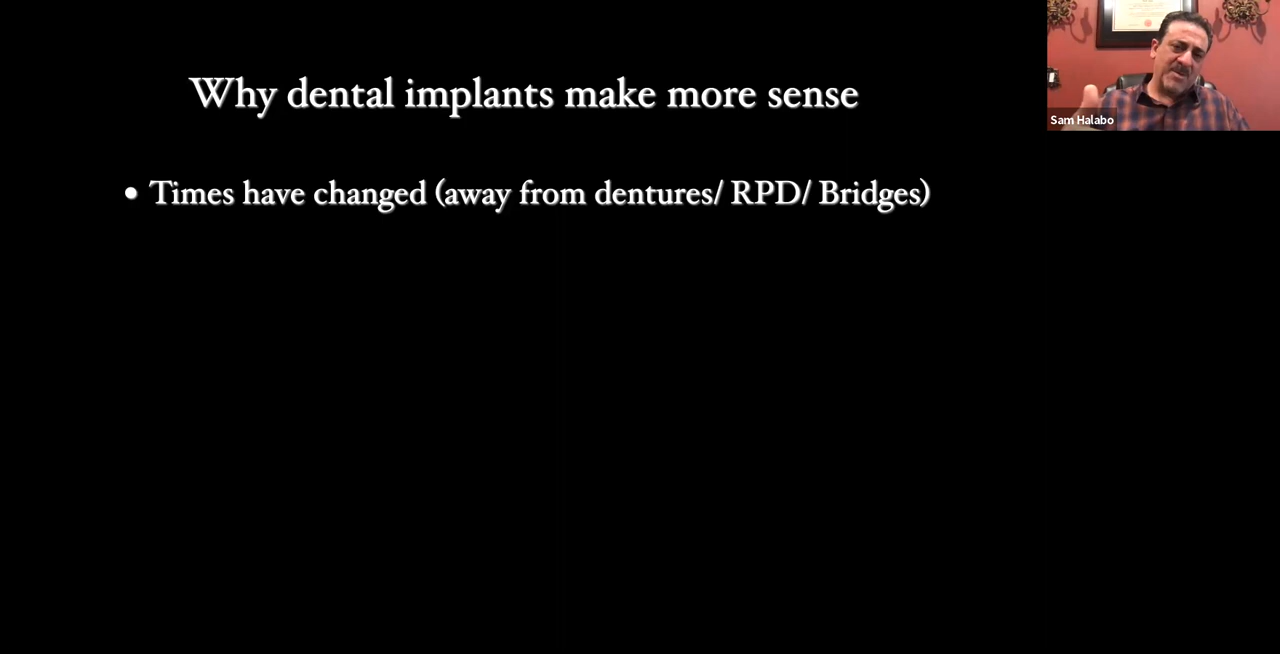 Why dental implants make more sense
• Times have changed (away from dentures/ RPD/ Bridges)
Sam Halabo